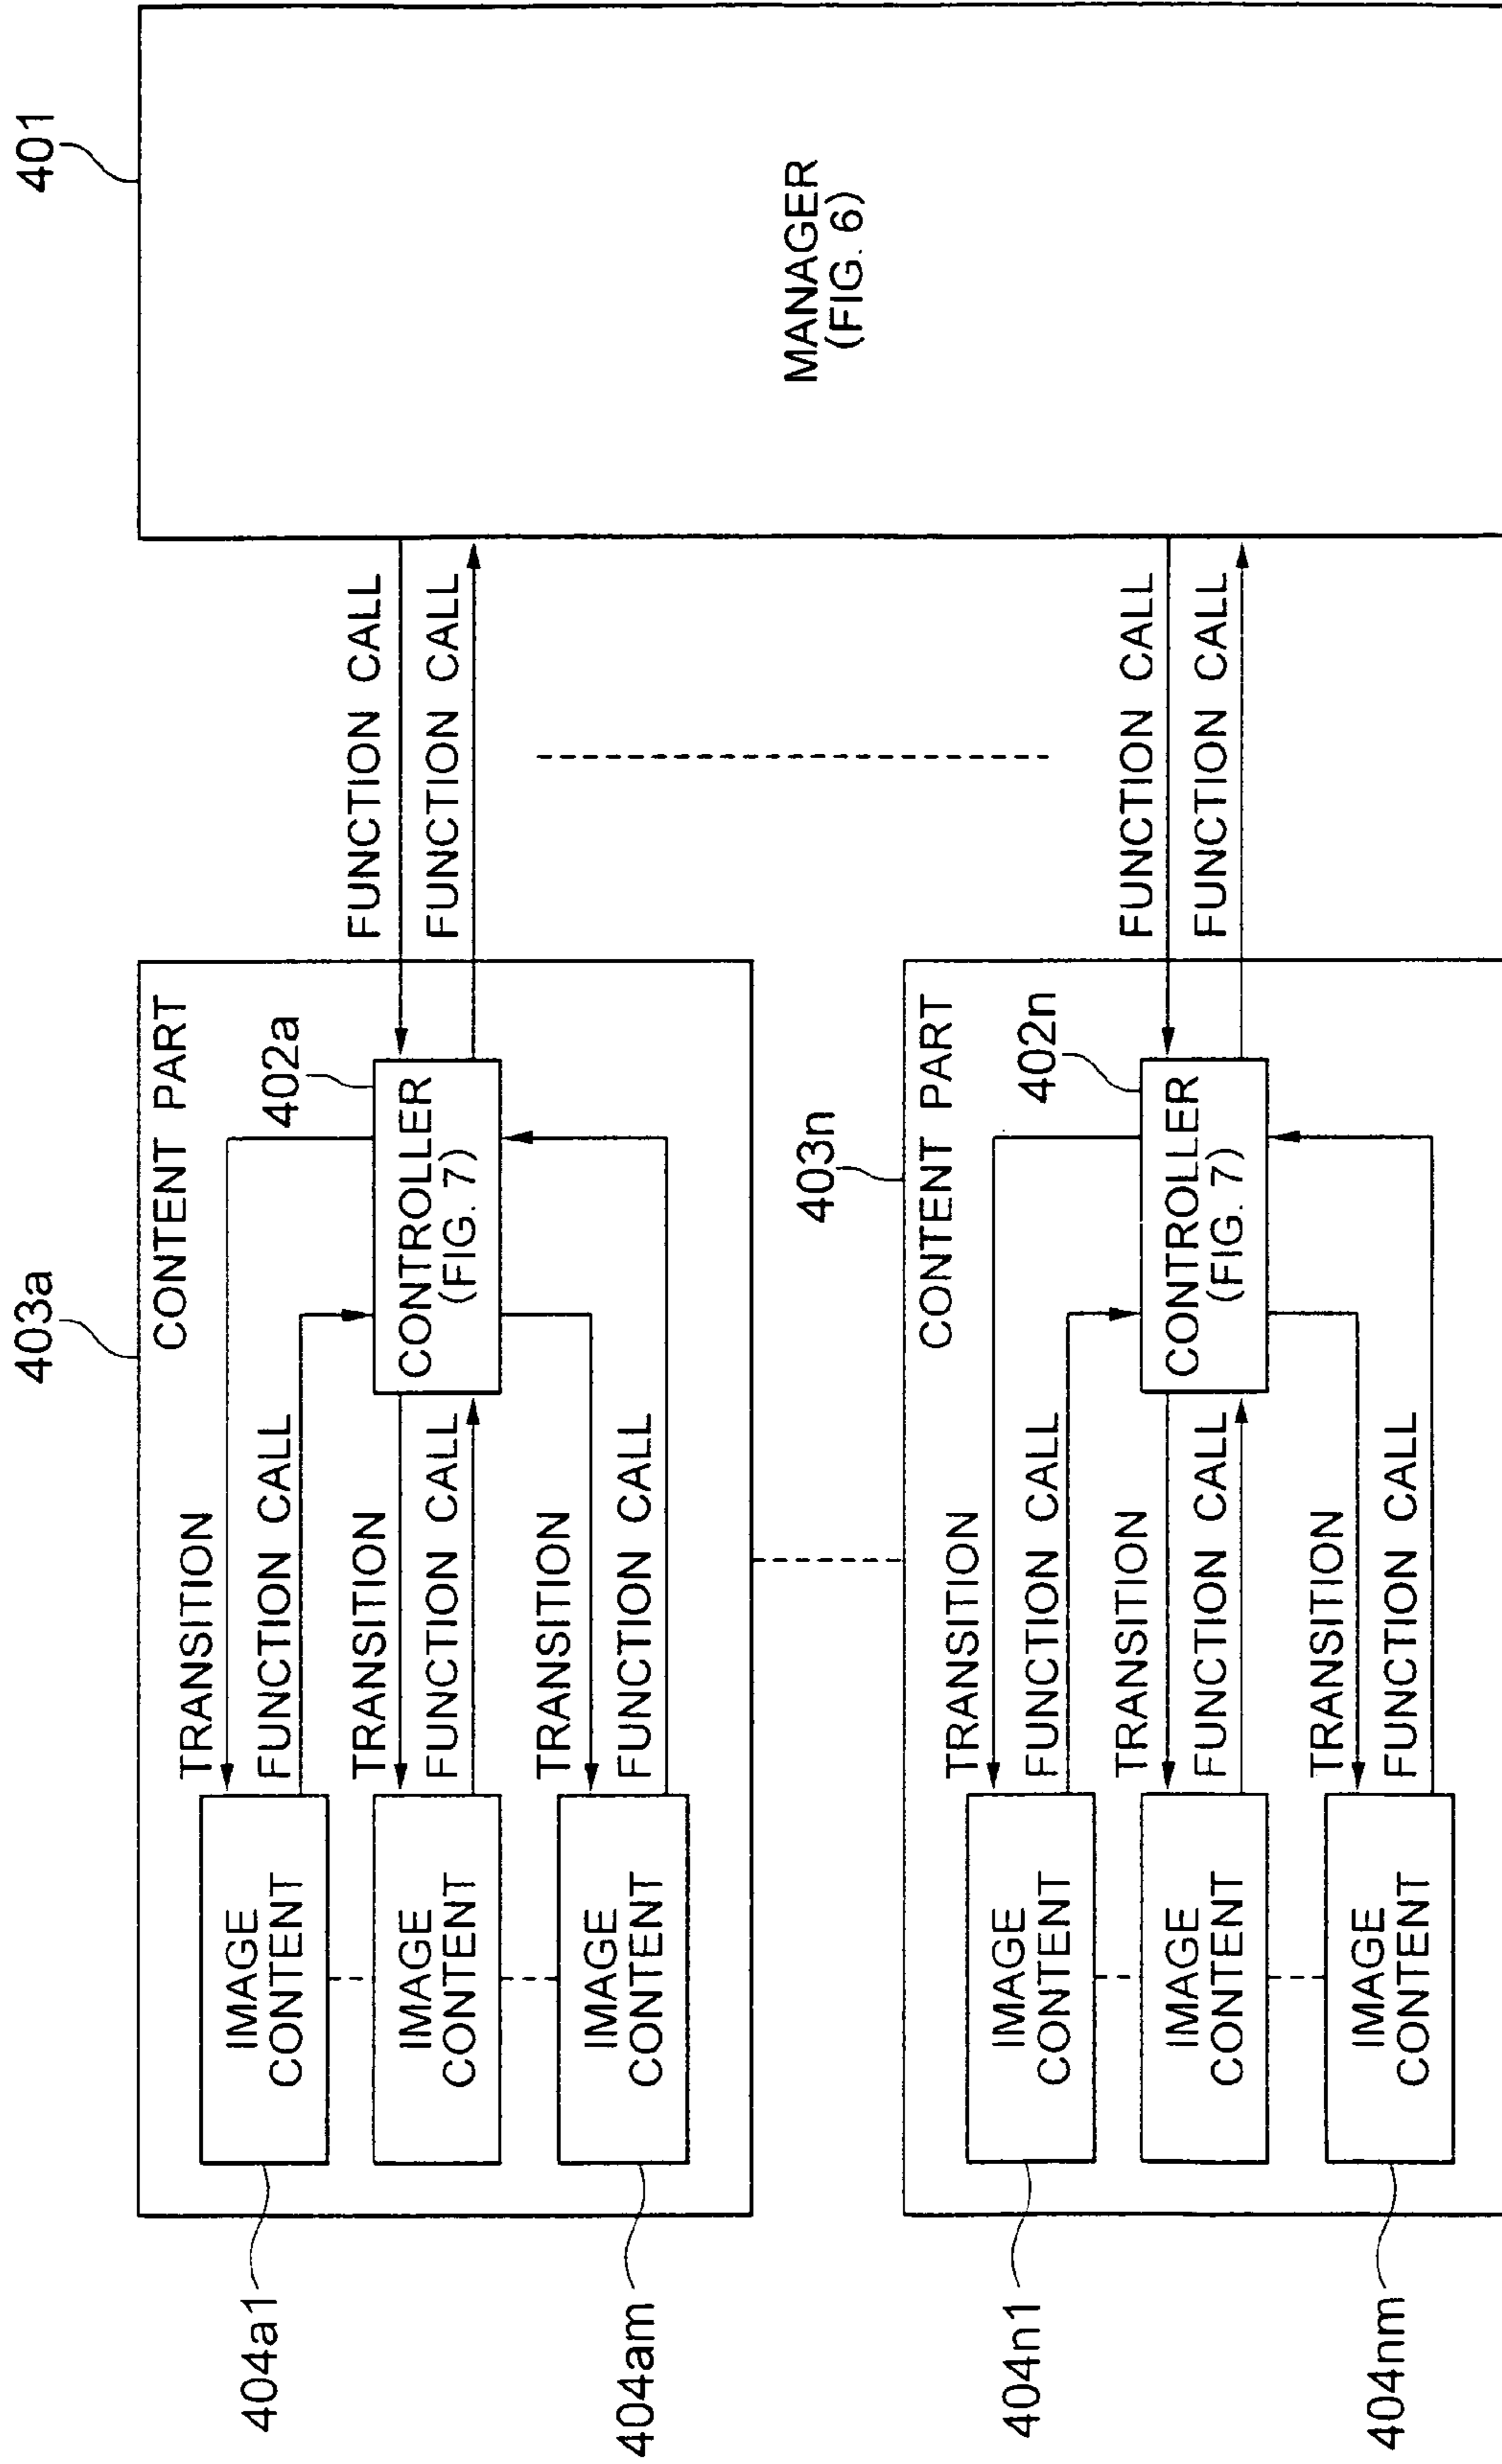 401
MANAGER
(FIG. 6)
FUNCTION CALL
FUNCTION CALL
FUNCTION CALL
FUNCTION CALL
403a
CONTENT PART
402a
CONTROLLER
(FIG. 7)
TRANSITION
FUNCTION CALL
TRANSITION
FUNCTION CALL
TRANSITION
FUNCTION CALL
IMAGE
CONTENT
IMAGE
CONTENT
IMAGE
CONTENT
404a1
404am
403n
CONTENT PART
402n
CONTROLLER
(FIG. 7)
TRANSITION
FUNCTION CALL
TRANSITION
FUNCTION CALL
TRANSITION
FUNCTION CALL
IMAGE
CONTENT
IMAGE
CONTENT
IMAGE
CONTENT
404n1
404nm